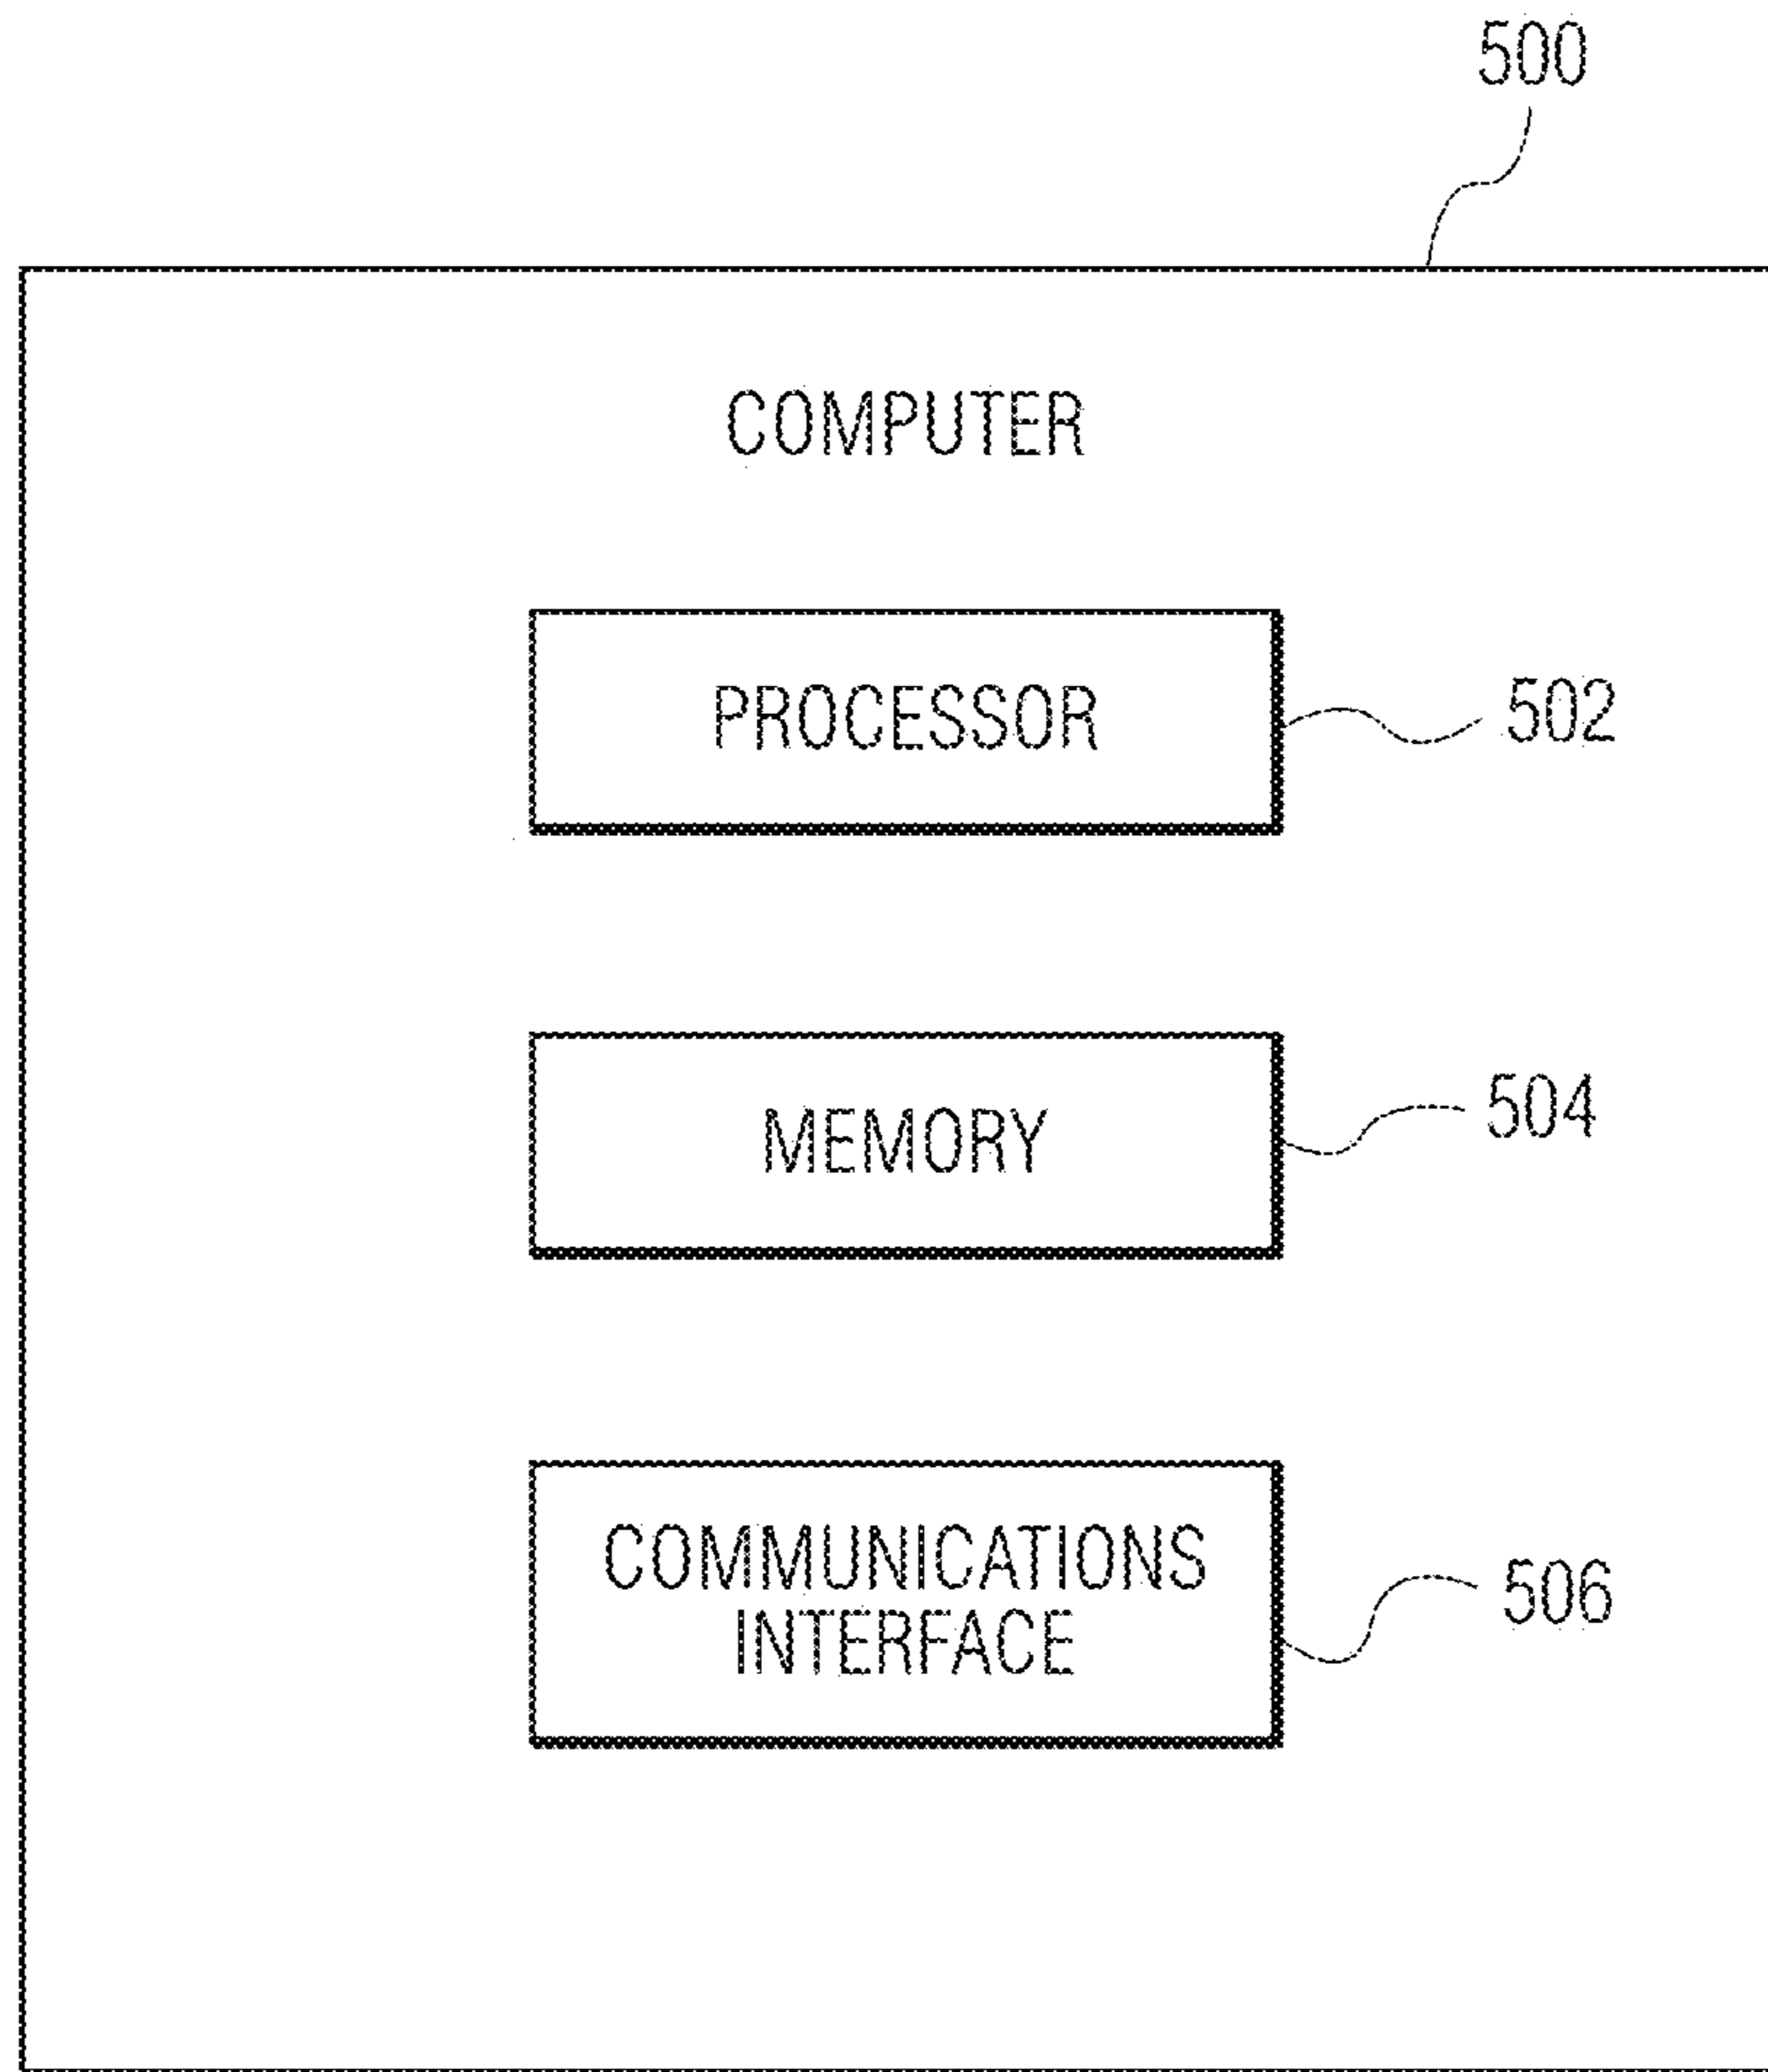 500
COMPUTER
PROCESSOR
502
MEMORY
504
COMMUNICATIONS
INTERFACE
506